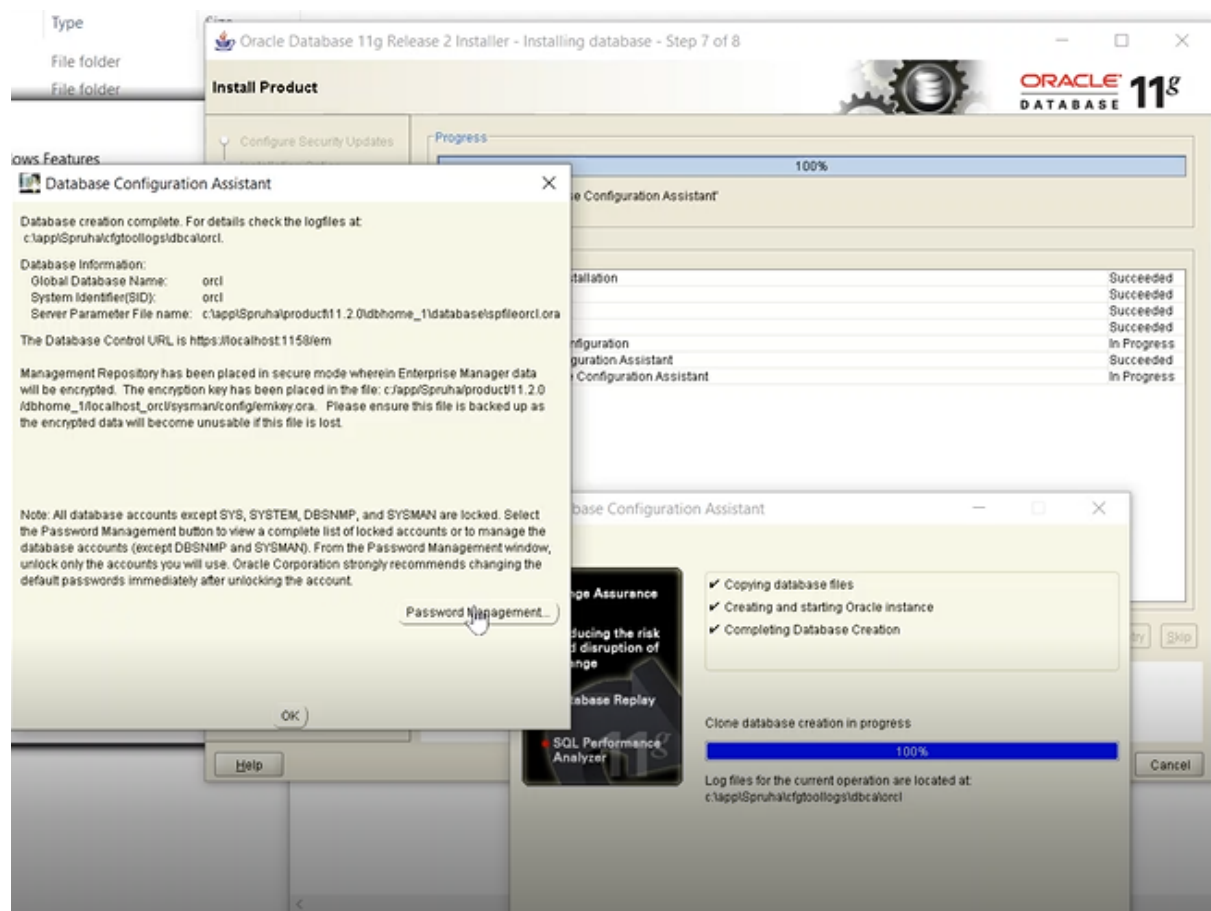 Type
File folder
File folder
Oracle Database 11g Release 2 Installer - Installing database - Step 7 of 8
Install Product
ORACLE
DATABASE
11g
Configure Security Updates
Progress
100%
ows Features
e Configuration Assistant'
Database Configuration Assistant
Database creation complete. For details check the logfiles at:
c:\app\Spruha\cfgtoollogs\dbca\orcl.
Database Information:
Global Database Name: orcl
System Identifier(SID): orcl
Server Parameter File name: c:\app\Spruha\product\11.2.0\dbhome_1\database\spfileorcl.ora
The Database Control URL is https://localhost:1158/em
Management Repository has been placed in secure mode wherein Enterprise Manager data
will be encrypted. The encryption key has been placed in the file: c:/app/Spruha/product/11.2.0
/dbhome_1/localhost_orcl/sysman/config/emkey.ora. Please ensure this file is backed up as
the encrypted data will become unusable if this file is lost.
Note: All database accounts except SYS, SYSTEM, DBSNMP, and SYSMAN are locked. Select
the Password Management button to view a complete list of locked accounts or to manage the
database accounts (except DBSNMP and SYSMAN). From the Password Management window,
unlock only the accounts you will use. Oracle Corporation strongly recommends changing the
default passwords immediately after unlocking the account.
Password Management...
OK
tallation Succeeded
Succeeded
Succeeded
Succeeded
nfiguration In Progress
guration Assistant Succeeded
Configuration Assistant In Progress
base Configuration Assistant
nge Assurance
ducing the risk
d disruption of
nge
tabase Replay
SQL Performance
Analyzer
✔ Copying database files
✔ Creating and starting Oracle instance
✔ Completing Database Creation
Clone database creation in progress
100%
Log files for the current operation are located at:
c:\app\Spruha\cfgtoollogs\dbca\orcl
try
Skip
Help
Cancel